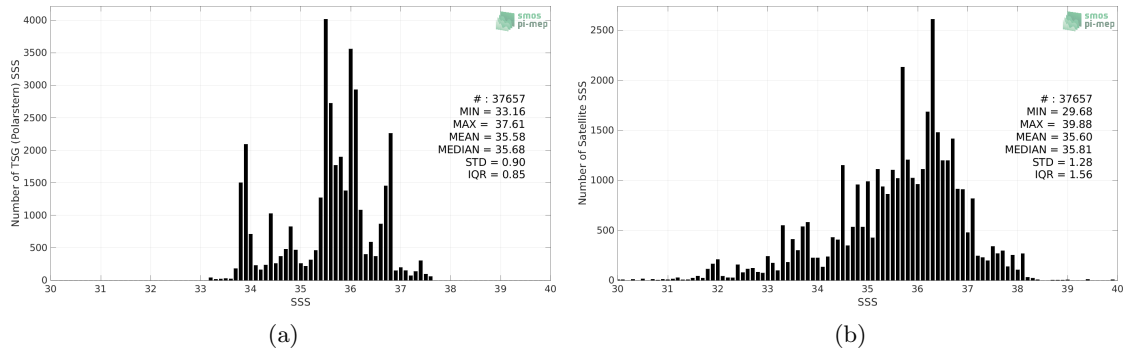 smos
pi-mep
Number of TSG (Polarstern) SSS
4000
3500
3000
2500
2000
1500
1000
500
0
# : 37657
MIN = 33.16
MAX = 37.61
MEAN = 35.58
MEDIAN = 35.68
STD = 0.90
IQR = 0.85
30 31 32 33 34 35 36 37 38 39 40
SSS
(a)
smos
pi-mep
Number of Satellite SSS
2500
2000
1500
1000
500
0
# : 37657
MIN = 29.68
MAX = 39.88
MEAN = 35.60
MEDIAN = 35.81
STD = 1.28
IQR = 1.56
30 31 32 33 34 35 36 37 38 39 40
SSS
(b)